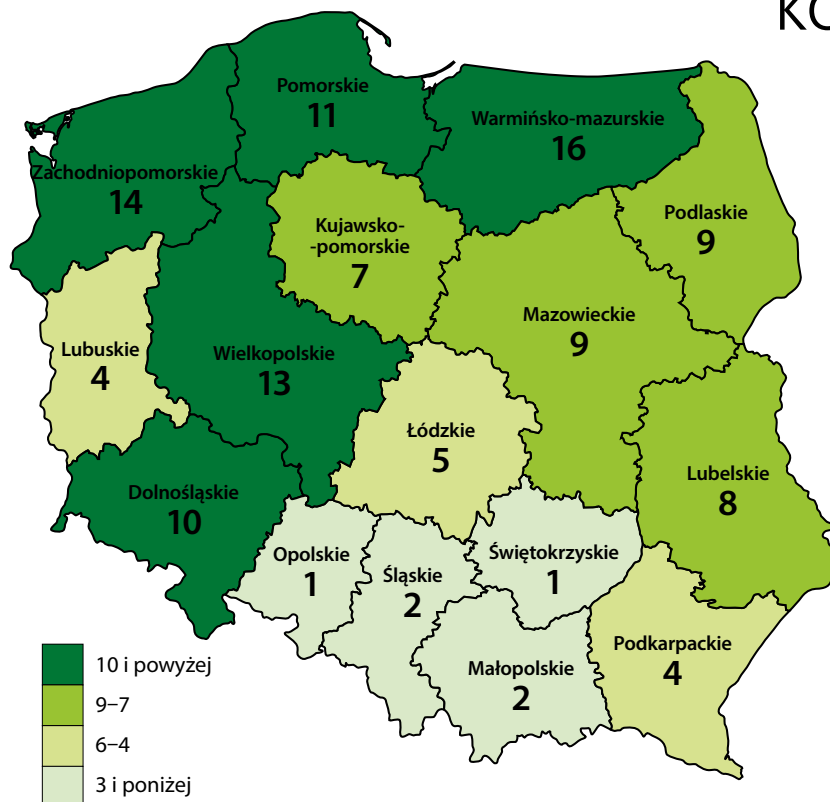 KO
Pomorskie
11
Warmińsko-mazurskie
16
Zachodniopomorskie
14
Podlaskie
9
Kujawsko-
-pomorskie
7
Mazowieckie
9
Lubuskie
4
Wielkopolskie
13
Łódzkie
5
Lubelskie
8
Dolnośląskie
10
Opolskie
1
Śląskie
2
Świętokrzyskie
1
Podkarpackie
4
Małopolskie
2
10 i powyżej
9–7
6–4
3 i poniżej